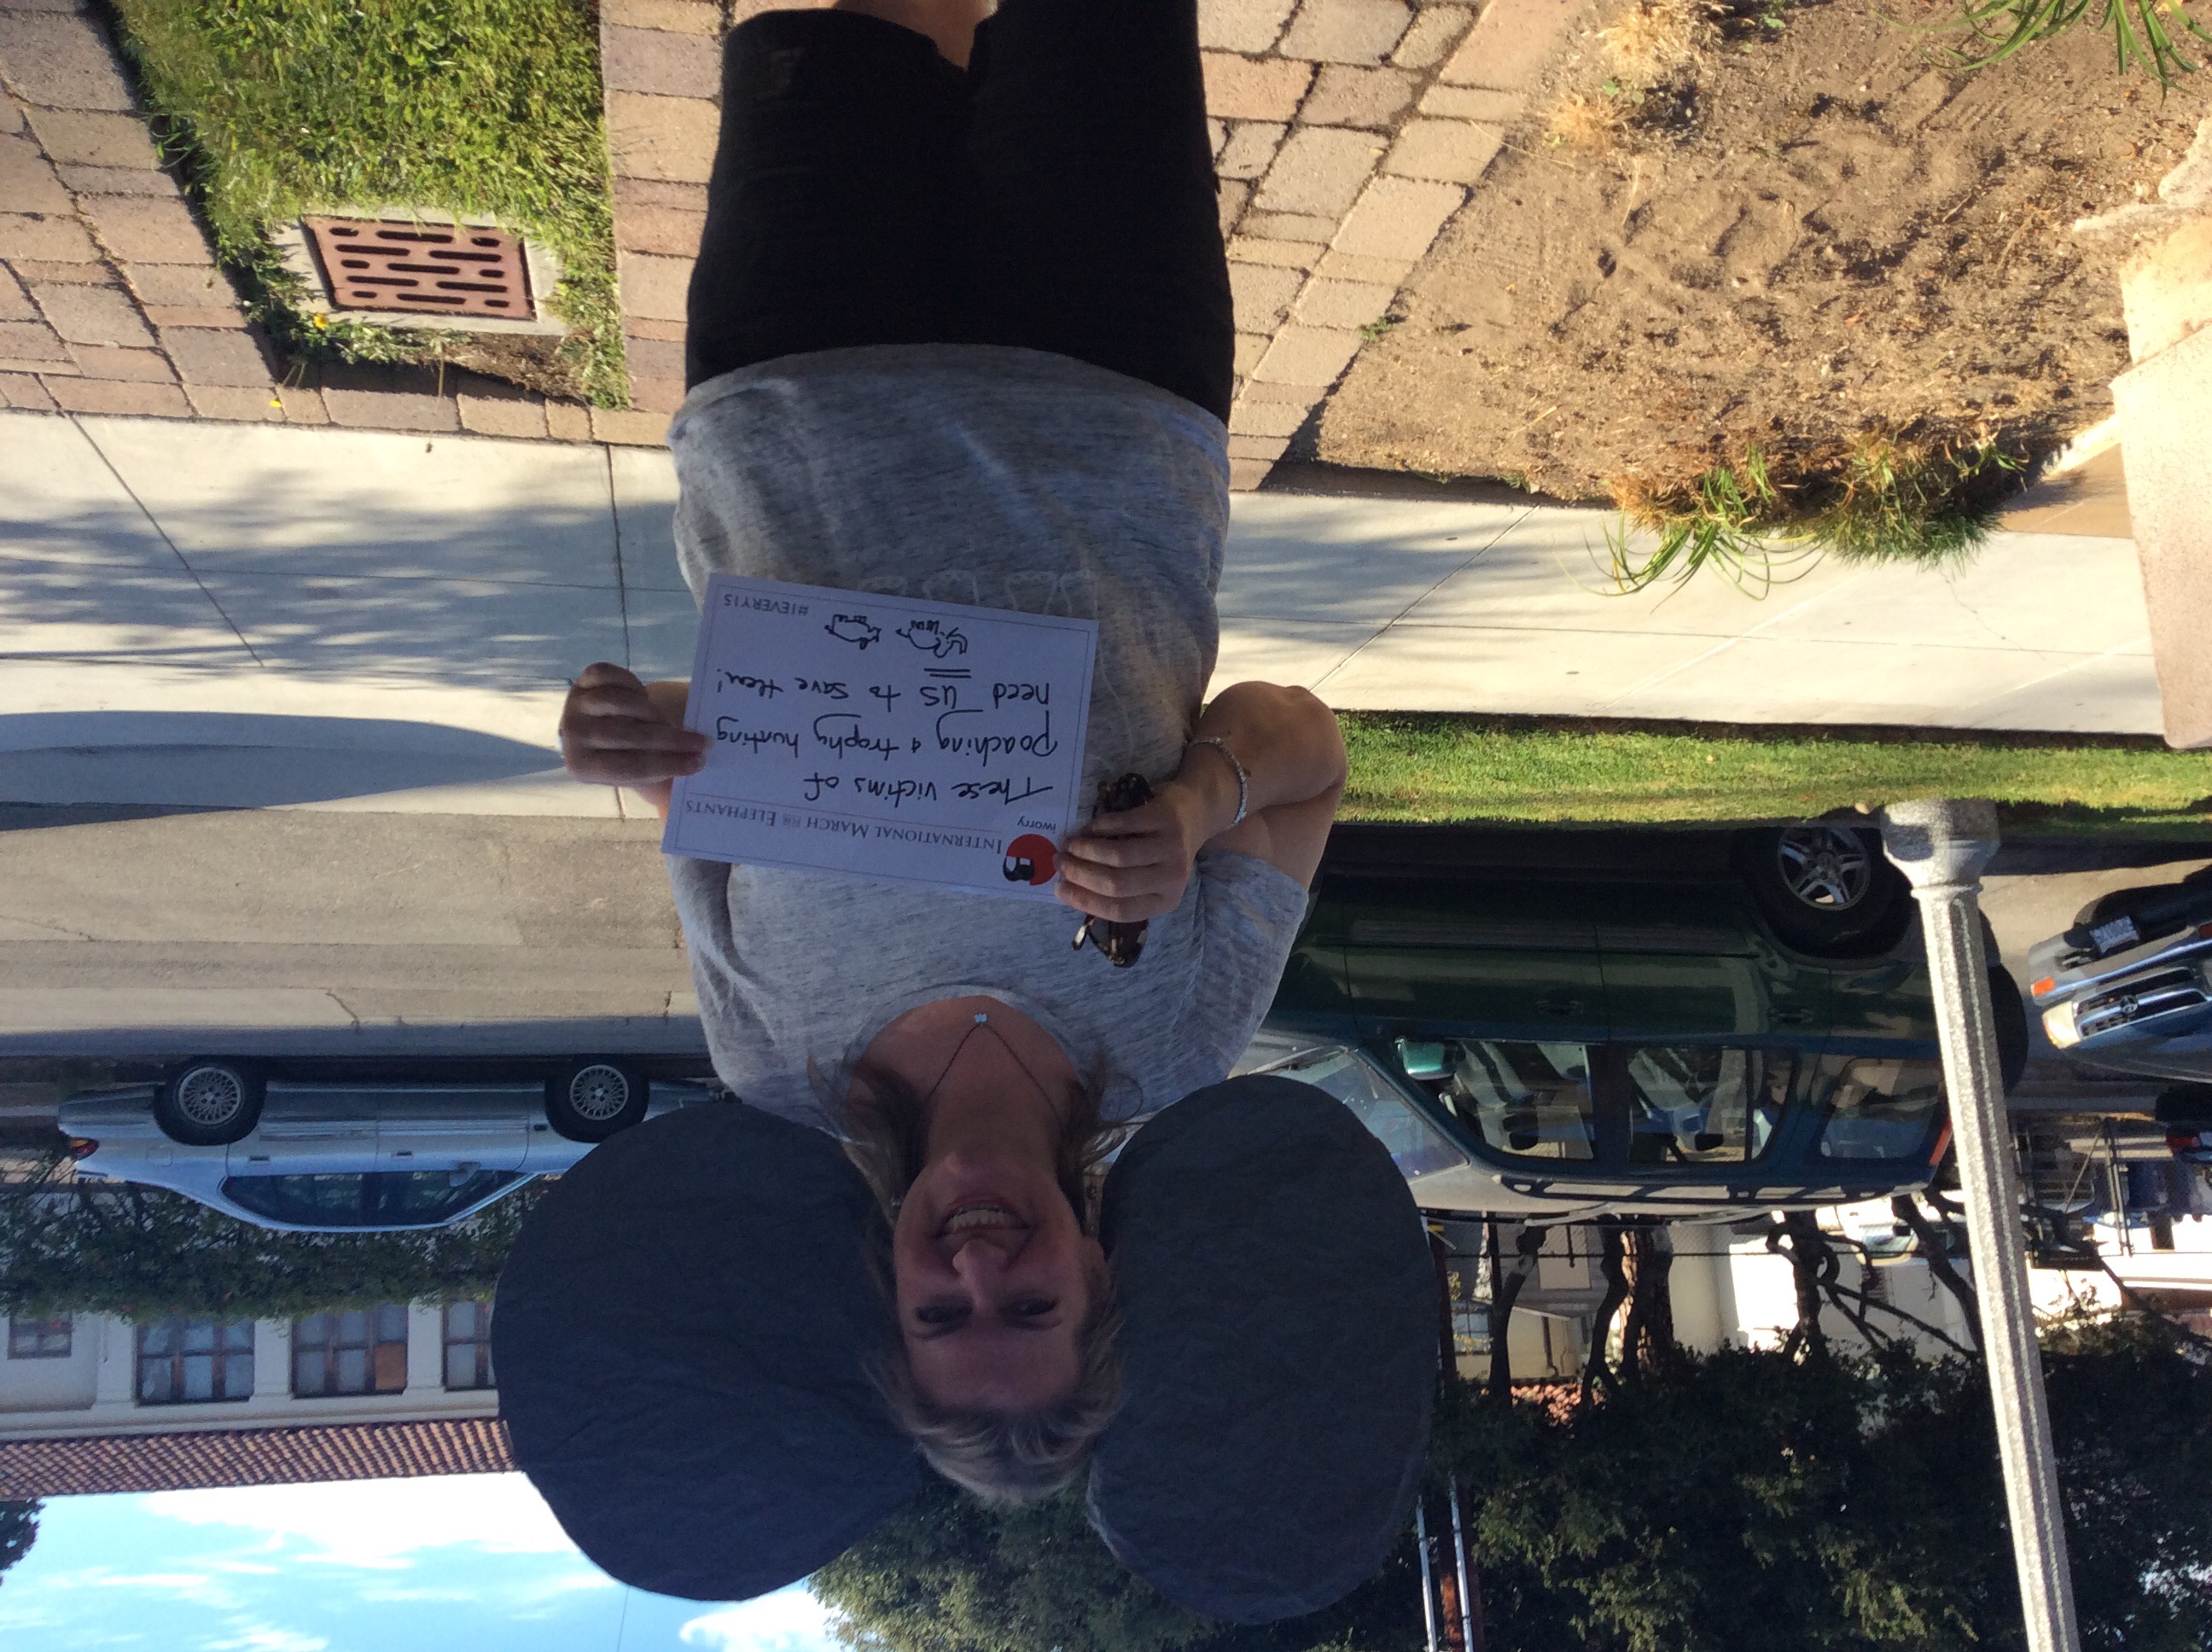 iworry
INTERNATIONAL MARCH FOR ELEPHANTS
These victims of
poaching & trophy hunting
need us to save them!
#IEVERY15